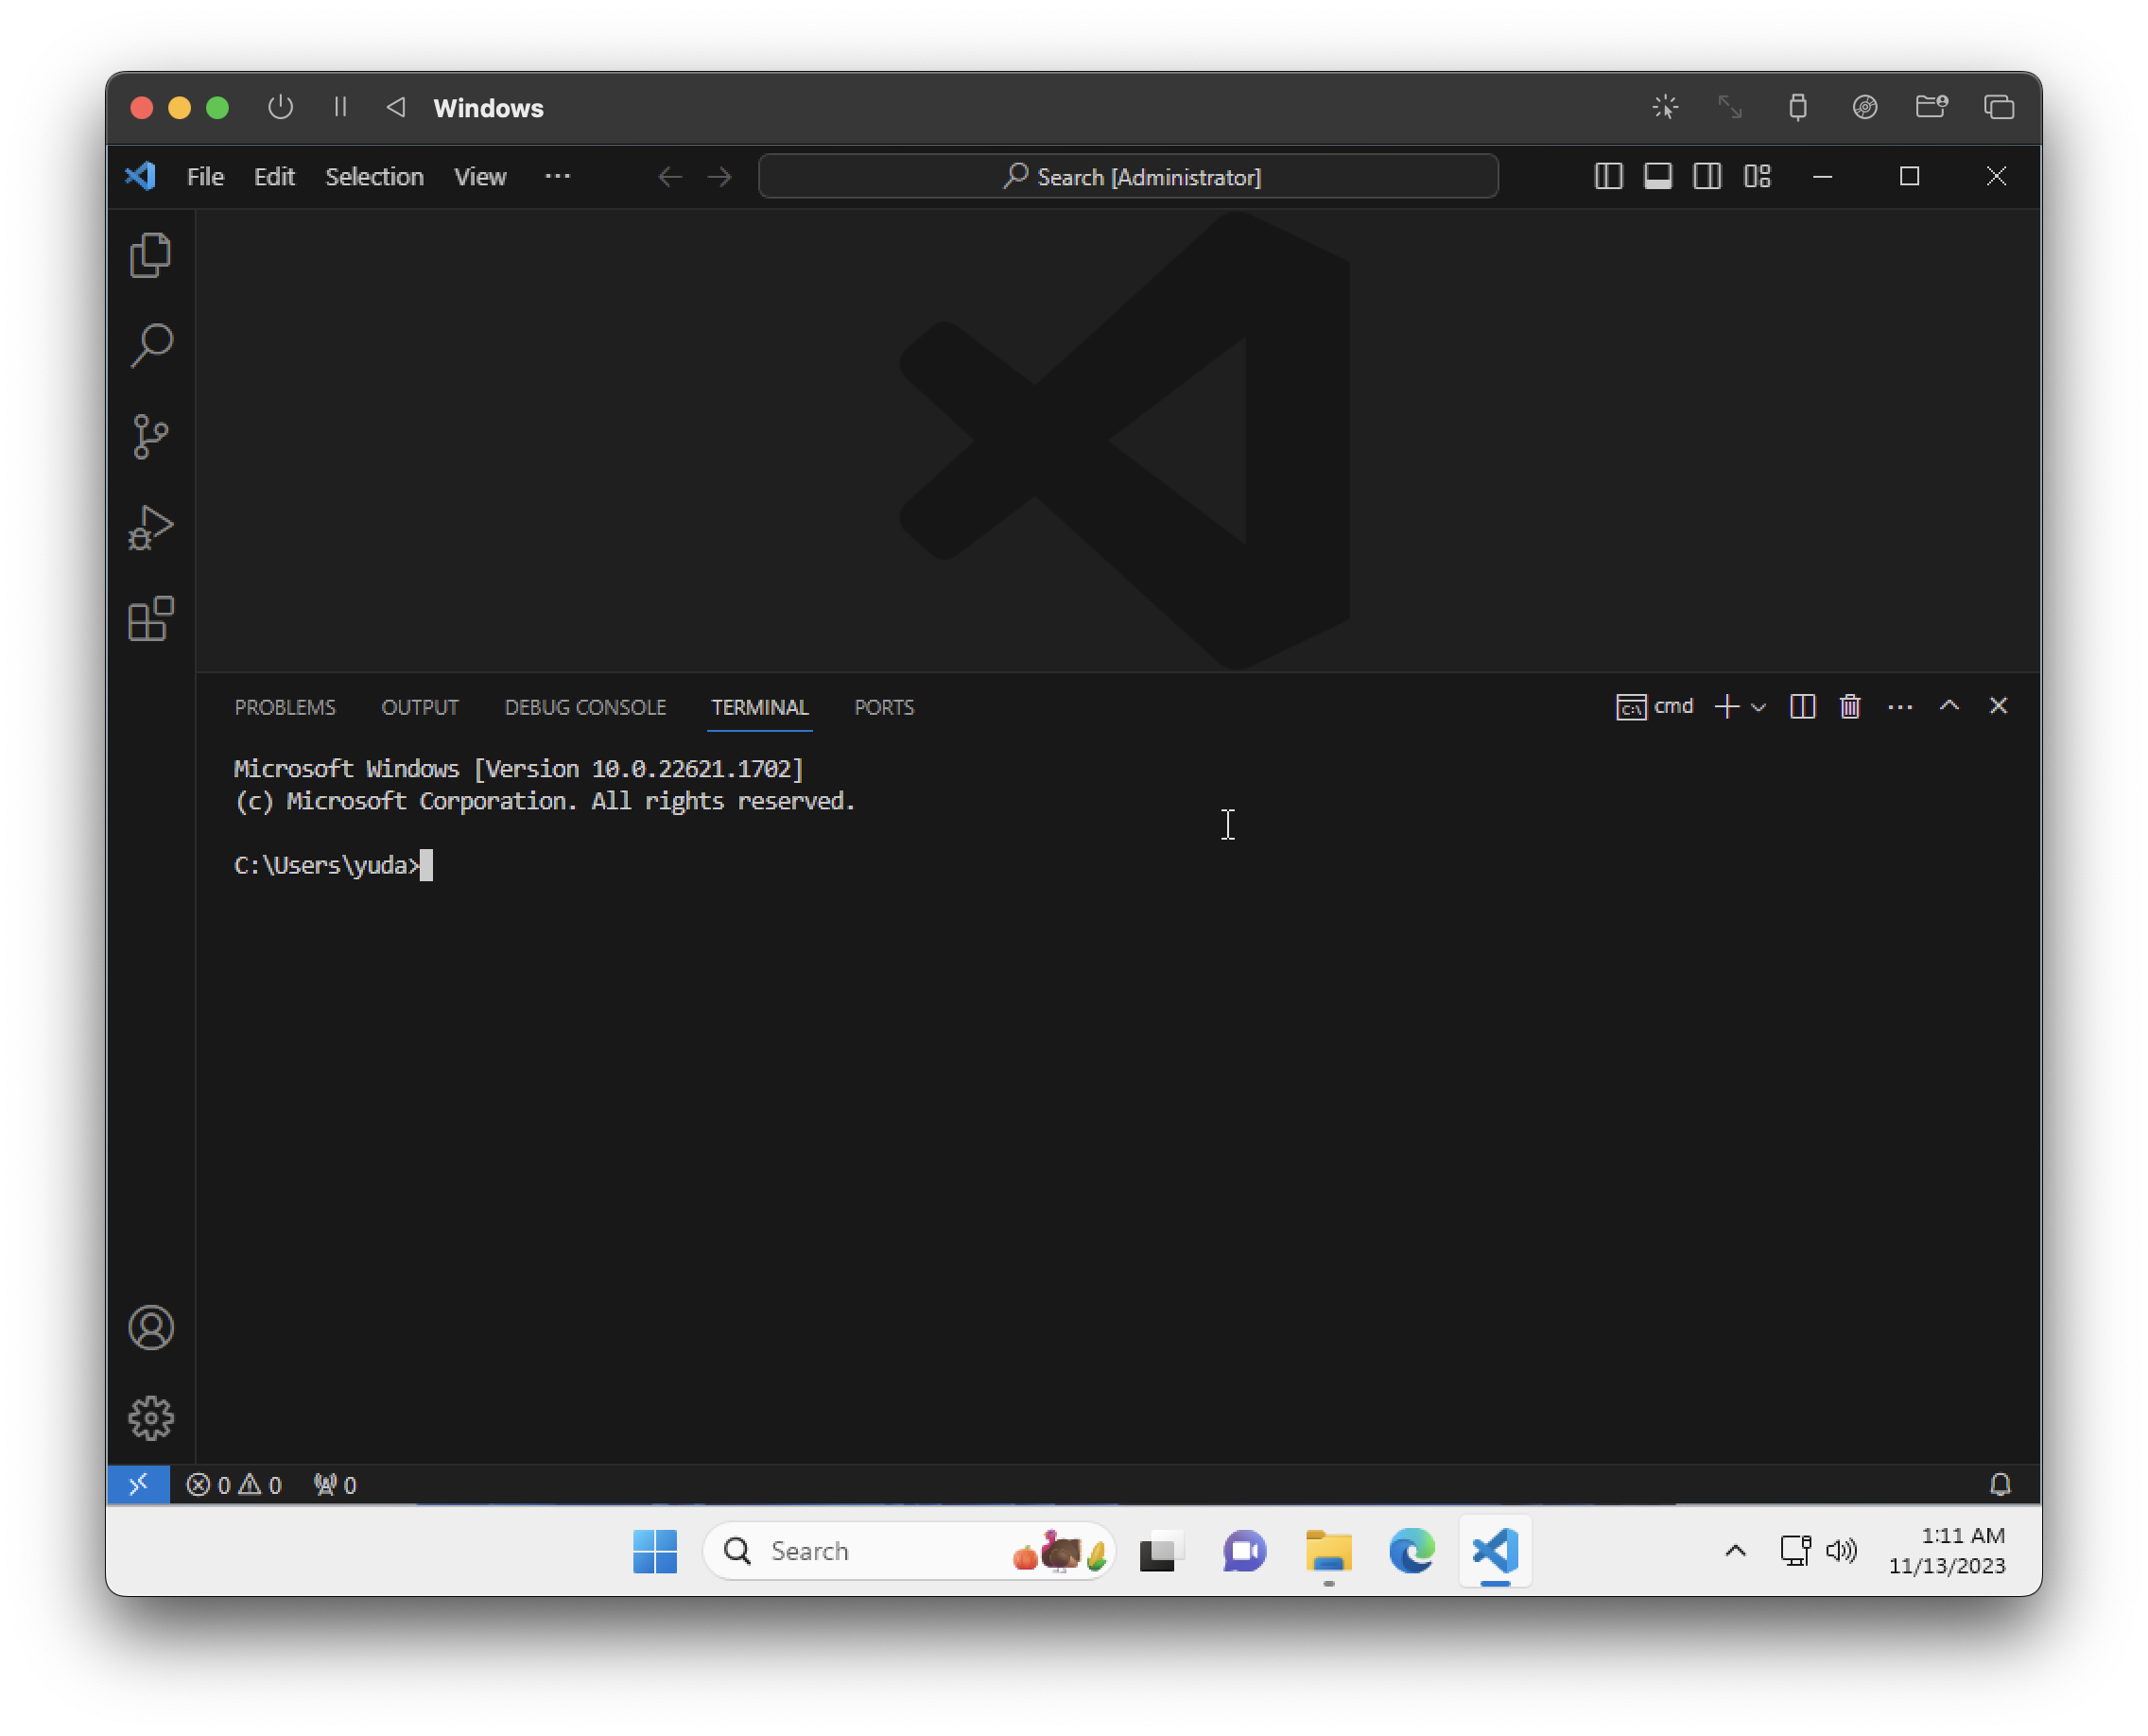 Windows
File Edit Selection View ··· Search [Administrator]
PROBLEMS OUTPUT DEBUG CONSOLE TERMINAL PORTS cmd
Microsoft Windows [Version 10.0.22621.1702]
(c) Microsoft Corporation. All rights reserved.
C:\Users\yuda>
0 0 0
Search
1:11 AM
11/13/2023